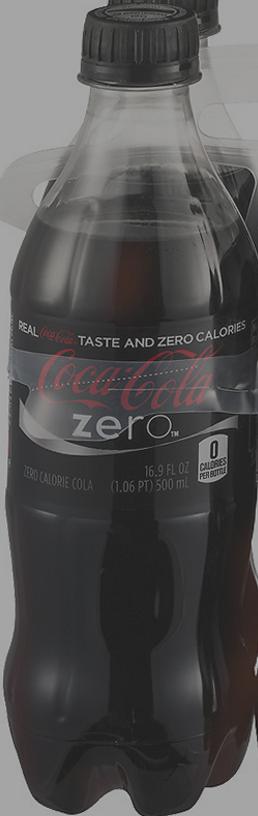 REAL Coca-Cola TASTE AND ZERO CALORIES
Coca-Cola
zero™
ZERO CALORIE COLA
16.9 FL OZ
(1.06 PT) 500 mL
0
CALORIES
PER BOTTLE